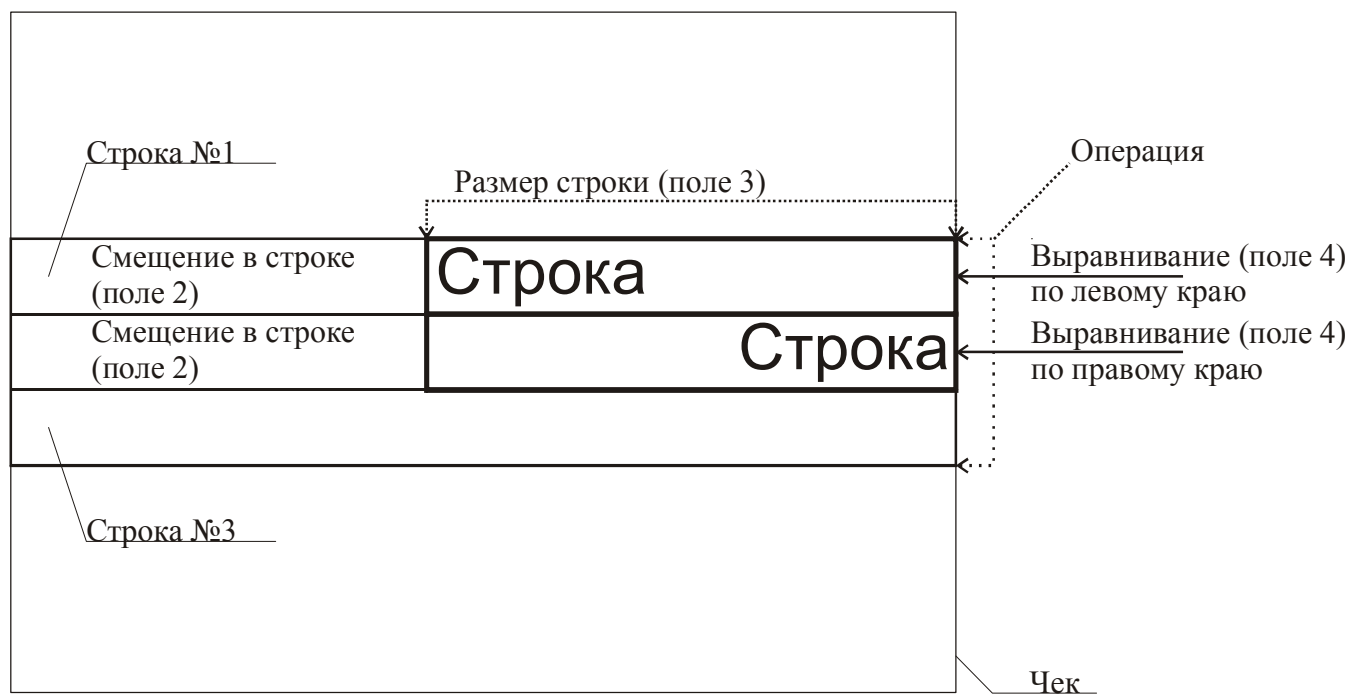 Строка №1
Операция
Размер строки (поле 3)
Смещение в строке
(поле 2)
Строка
Выравнивание (поле 4)
по левому краю
Смещение в строке
(поле 2)
Строка
Выравнивание (поле 4)
по правому краю
Строка №3
Чек